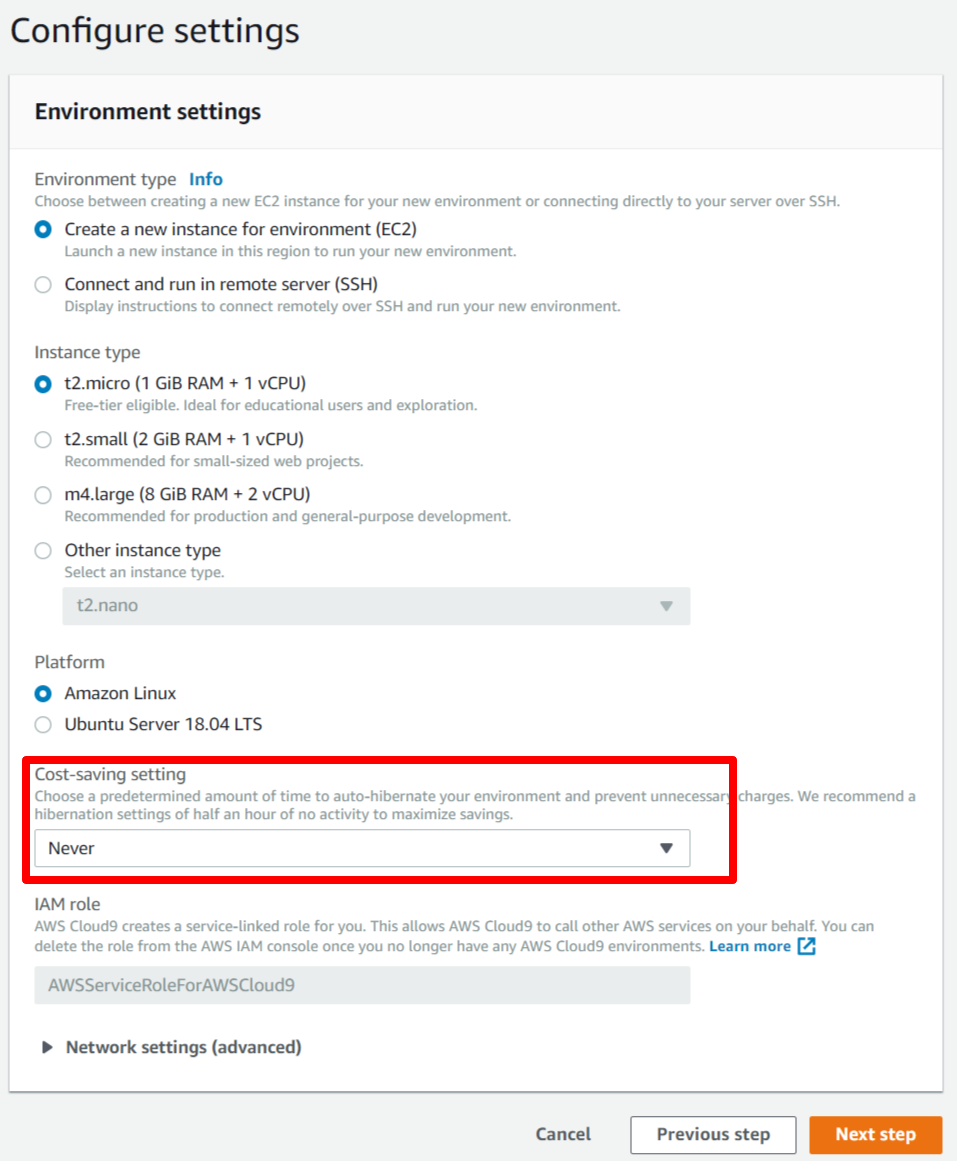 Configure settings
Environment settings
Environment type Info
Choose between creating a new EC2 instance for your new environment or connecting directly to your server over SSH.
Create a new instance for environment (EC2)
Launch a new instance in this region to run your new environment.
Connect and run in remote server (SSH)
Display instructions to connect remotely over SSH and run your new environment.
Instance type
t2.micro (1 GiB RAM + 1 vCPU)
Free-tier eligible. Ideal for educational users and exploration.
t2.small (2 GiB RAM + 1 vCPU)
Recommended for small-sized web projects.
m4.large (8 GiB RAM + 2 vCPU)
Recommended for production and general-purpose development.
Other instance type
Select an instance type.
t2.nano
Platform
Amazon Linux
Ubuntu Server 18.04 LTS
Cost-saving setting
Choose a predetermined amount of time to auto-hibernate your environment and prevent unnecessary charges. We recommend a
hibernation settings of half an hour of no activity to maximize savings.
Never
IAM role
AWS Cloud9 creates a service-linked role for you. This allows AWS Cloud9 to call other AWS services on your behalf. You can
delete the role from the AWS IAM console once you no longer have any AWS Cloud9 environments. Learn more
AWSServiceRoleForAWSCloud9
Network settings (advanced)
Cancel Previous step Next step